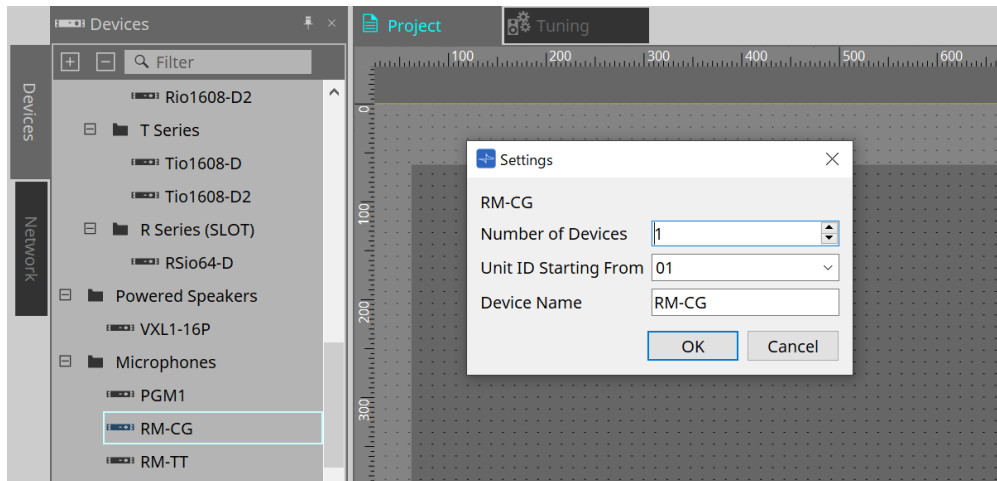 Devices
Project
Tuning
Filter
100 200 300 400 500 600
Devices
Network
Rio1608-D2
T Series
Tio1608-D
Tio1608-D2
R Series (SLOT)
RSio64-D
Powered Speakers
VXL1-16P
Microphones
PGM1
RM-CG
RM-TT
0
100
200
300
Settings
RM-CG
Number of Devices 1
Unit ID Starting From 01
Device Name RM-CG
OK Cancel